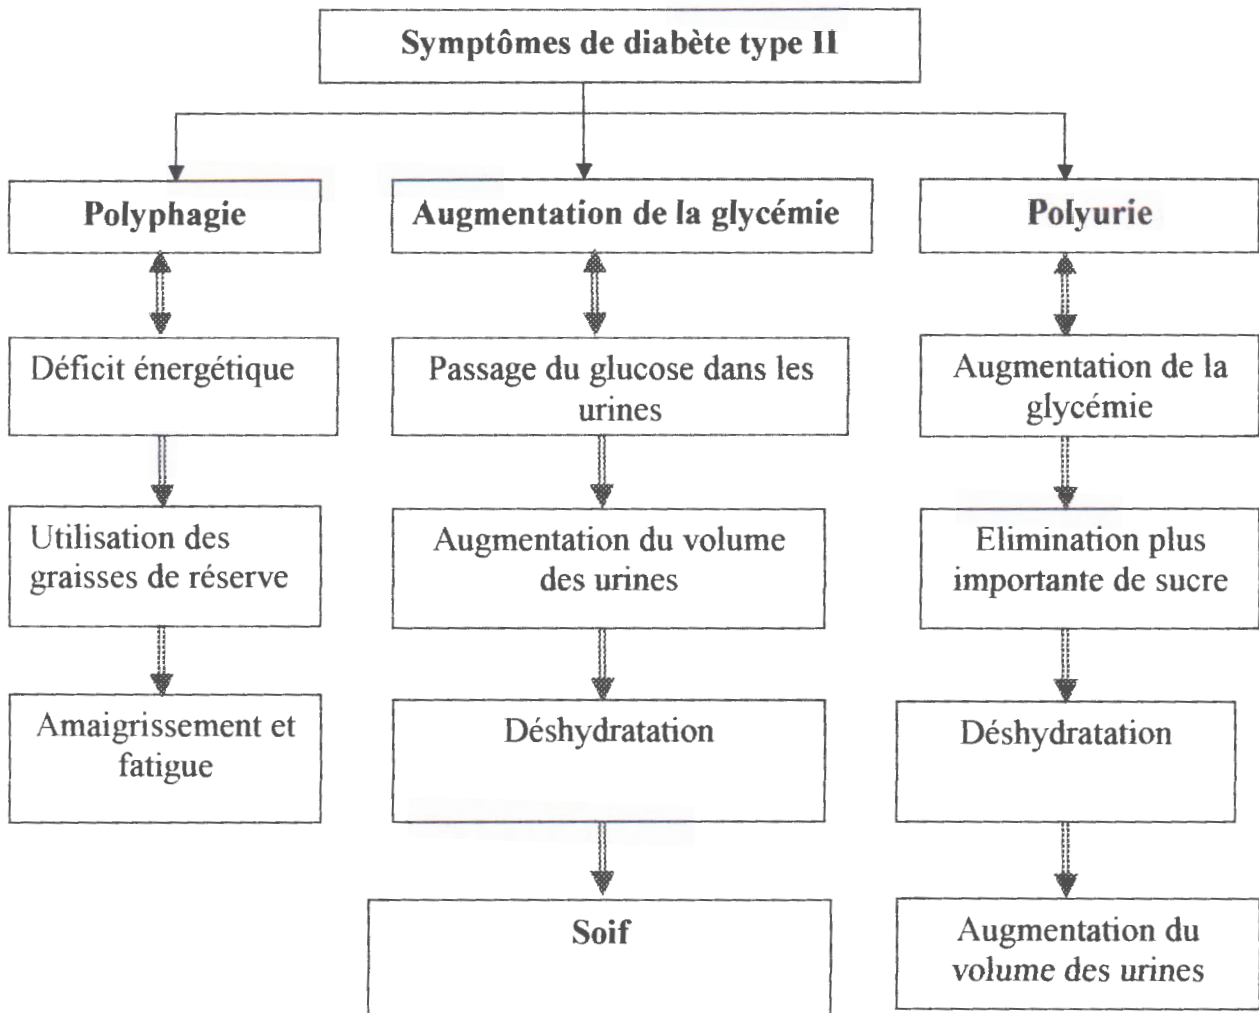 Symptômes de diabète type II
Polyphagie
Augmentation de la glycémie
Polyurie
Déficit énergétique
Passage du glucose dans les
urines
Augmentation de la
glycémie
Utilisation des
graisses de réserve
Augmentation du volume
des urines
Elimination plus
importante de sucre
Amaigrissement et
fatigue
Déshydratation
Déshydratation
Soif
Augmentation du
volume des urines